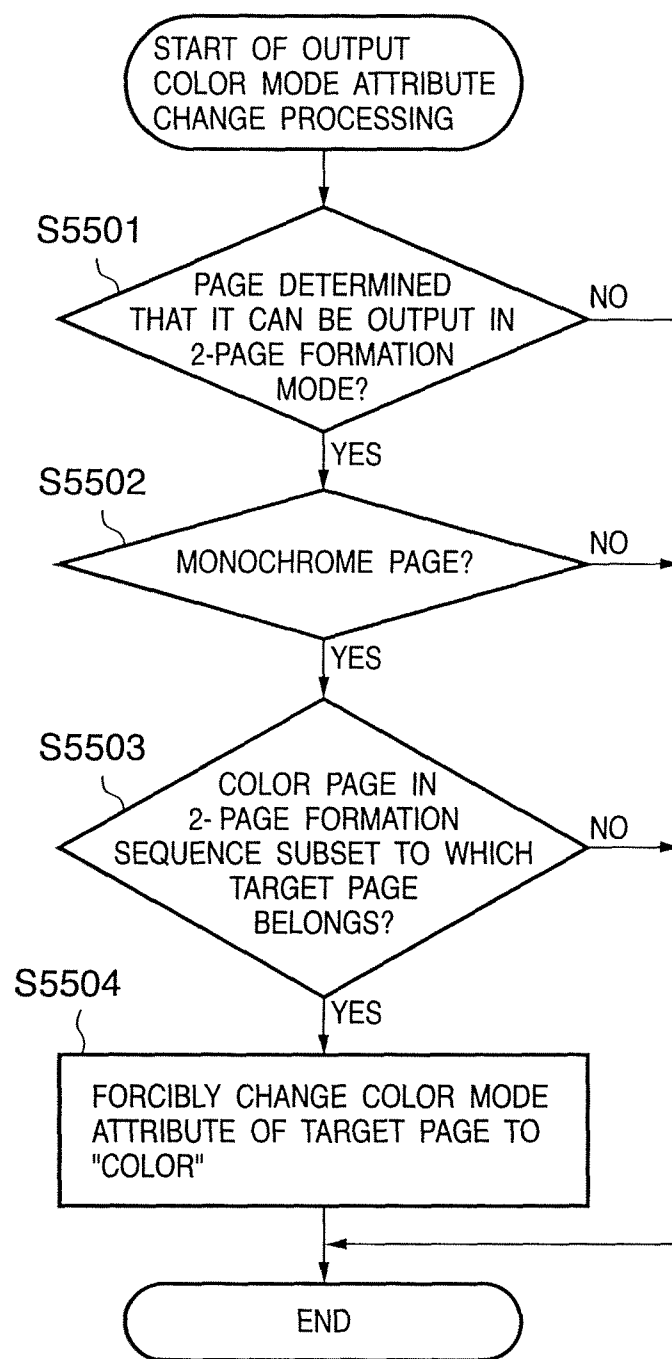 START OF OUTPUT
COLOR MODE ATTRIBUTE
CHANGE PROCESSING
S5501
PAGE DETERMINED
THAT IT CAN BE OUTPUT IN
2-PAGE FORMATION
MODE?
NO
YES
S5502
MONOCHROME PAGE?
NO
YES
S5503
COLOR PAGE IN
2- PAGE FORMATION
SEQUENCE SUBSET TO WHICH
TARGET PAGE
BELONGS?
NO
YES
S5504
FORCIBLY CHANGE COLOR MODE
ATTRIBUTE OF TARGET PAGE TO
"COLOR"
END